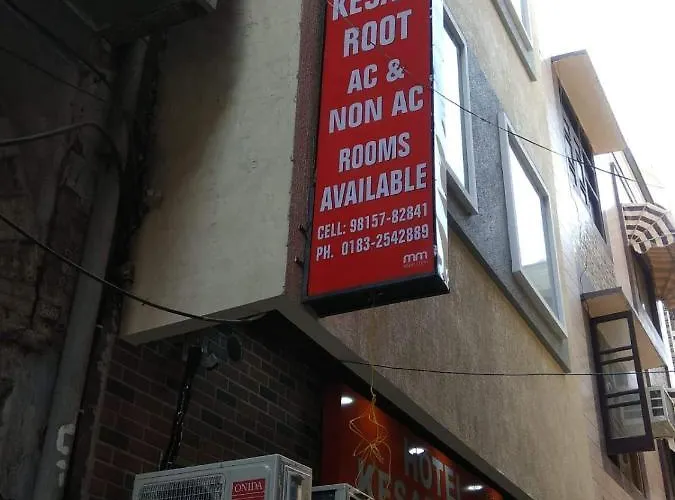 ROOT
AC &
NON AC
ROOMS
AVAILABLE
CELL: 98157-82841
PH. 0183-2542889
mm
HOTEL
ONIDA